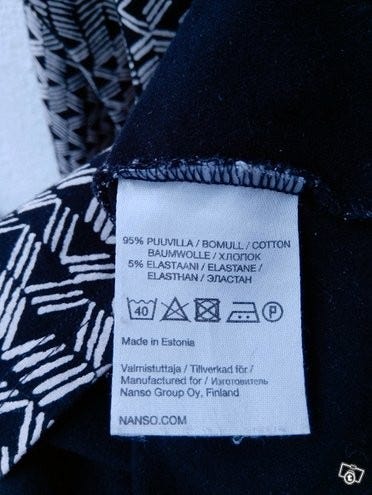 95% PUUVILLA / BOMULL / COTTON
BAUMWOLLE / ХЛОПОК
5% ELASTAANI / ELASTANE /
ELASTHAN / ЭЛАСТАН
40
P
Made in Estonia
Valmistuttaja / Tillverkad för /
Manufactured for / Изготовитель
Nanso Group Oy, Finland
NANSO.COM